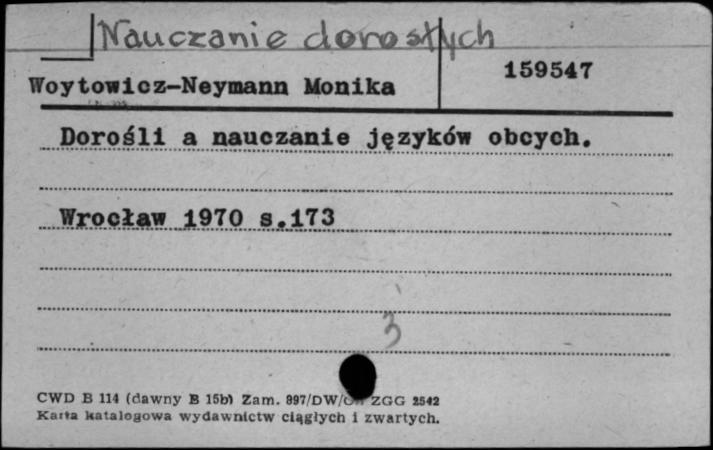 Nauczanie dorosłych
Woytowicz-Neymann Monika
159547
Dorośli a nauczanie języków obcych.
Wrocław 1970 s.173
3
CWD B 114 (dawny B 15b) Zam. 897/DW/ ZGG 2542
Karta katalogowa wydawnictw ciągłych i zwartych.